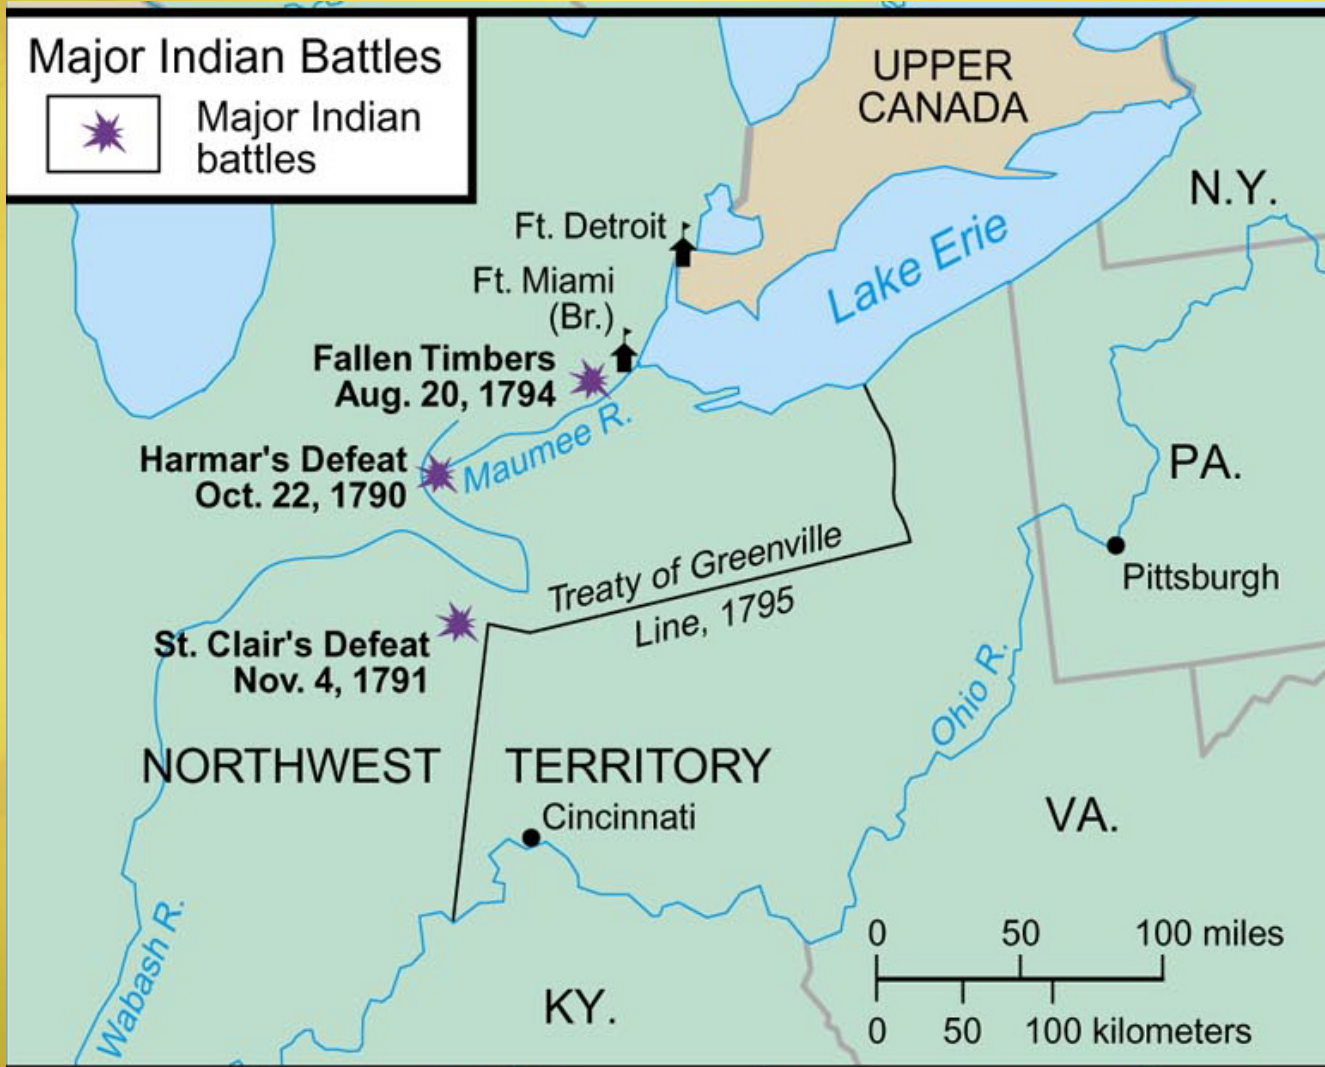 Major Indian Battles
Major Indian
battles
UPPER
CANADA
N.Y.
Ft. Detroit
Lake Erie
Ft. Miami
(Br.)
Fallen Timbers
Aug. 20, 1794
Maumee R.
Harmar's Defeat
Oct. 22, 1790
PA.
Treaty of Greenville
Line, 1795
Pittsburgh
St. Clair's Defeat
Nov. 4, 1791
Ohio R.
NORTHWEST TERRITORY
Cincinnati
VA.
Wabash R.
KY.
0 50 100 miles
0 50 100 kilometers